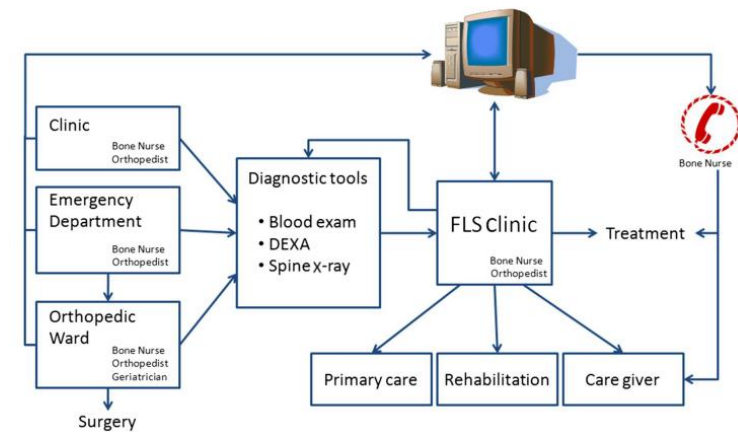 Clinic
Bone Nurse
Orthopedist
Emergency
Department
Bone Nurse
Orthopedist
Orthopedic
Ward
Bone Nurse
Orthopedist
Geriatrician
Surgery
Diagnostic tools
• Blood exam
• DEXA
• Spine x-ray
FLS Clinic
Bone Nurse
Orthopedist
Bone Nurse
Treatment
Primary care
Rehabilitation
Care giver